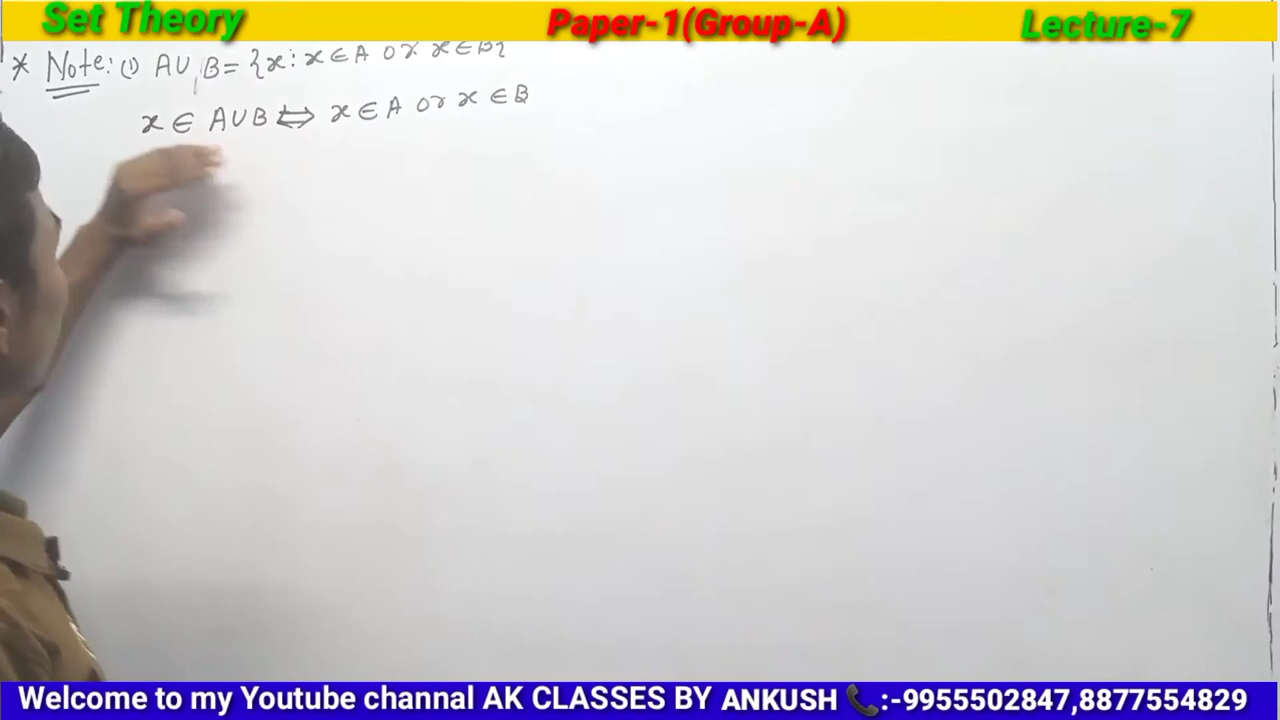 Set Theory Paper-1(Group-A) Lecture-7
* Note: (1) A∪B = {x : x ∈ A or x ∈ B}
x ∈ A∪B ⇔ x ∈ A or x ∈ B
Welcome to my Youtube channal AK CLASSES BY ANKUSH 📞:-9955502847,8877554829